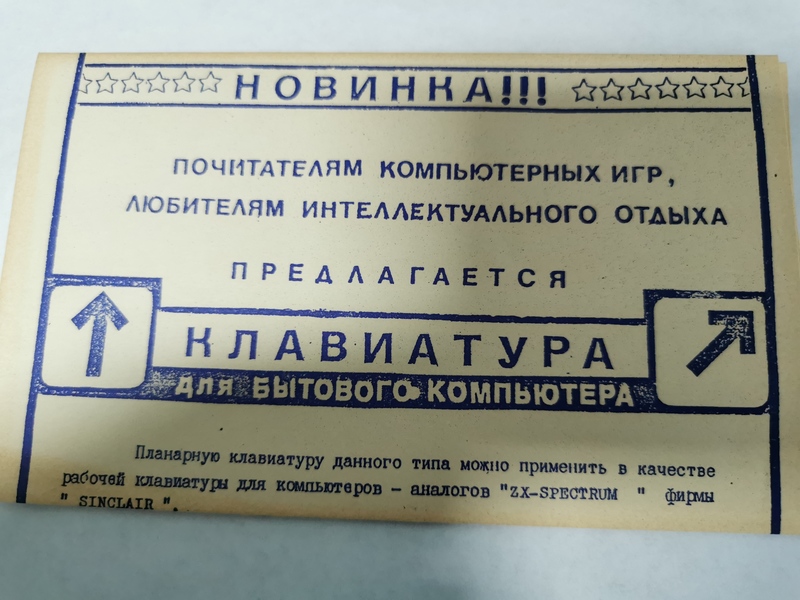 НОВИНКА!!!
ПОЧИТАТЕЛЯМ КОМПЬЮТЕРНЫХ ИГР,
ЛЮБИТЕЛЯМ ИНТЕЛЛЕКТУАЛЬНОГО ОТДЫХА
ПРЕДЛАГАЕТСЯ
КЛАВИАТУРА
ДЛЯ БЫТОВОГО КОМПЬЮТЕРА
Планарную клавиатуру данного типа можно применить в качестве
рабочей клавиатуры для компьютеров - аналогов "ZX-SPECTRUM " фирмы
" SINCLAIR ".